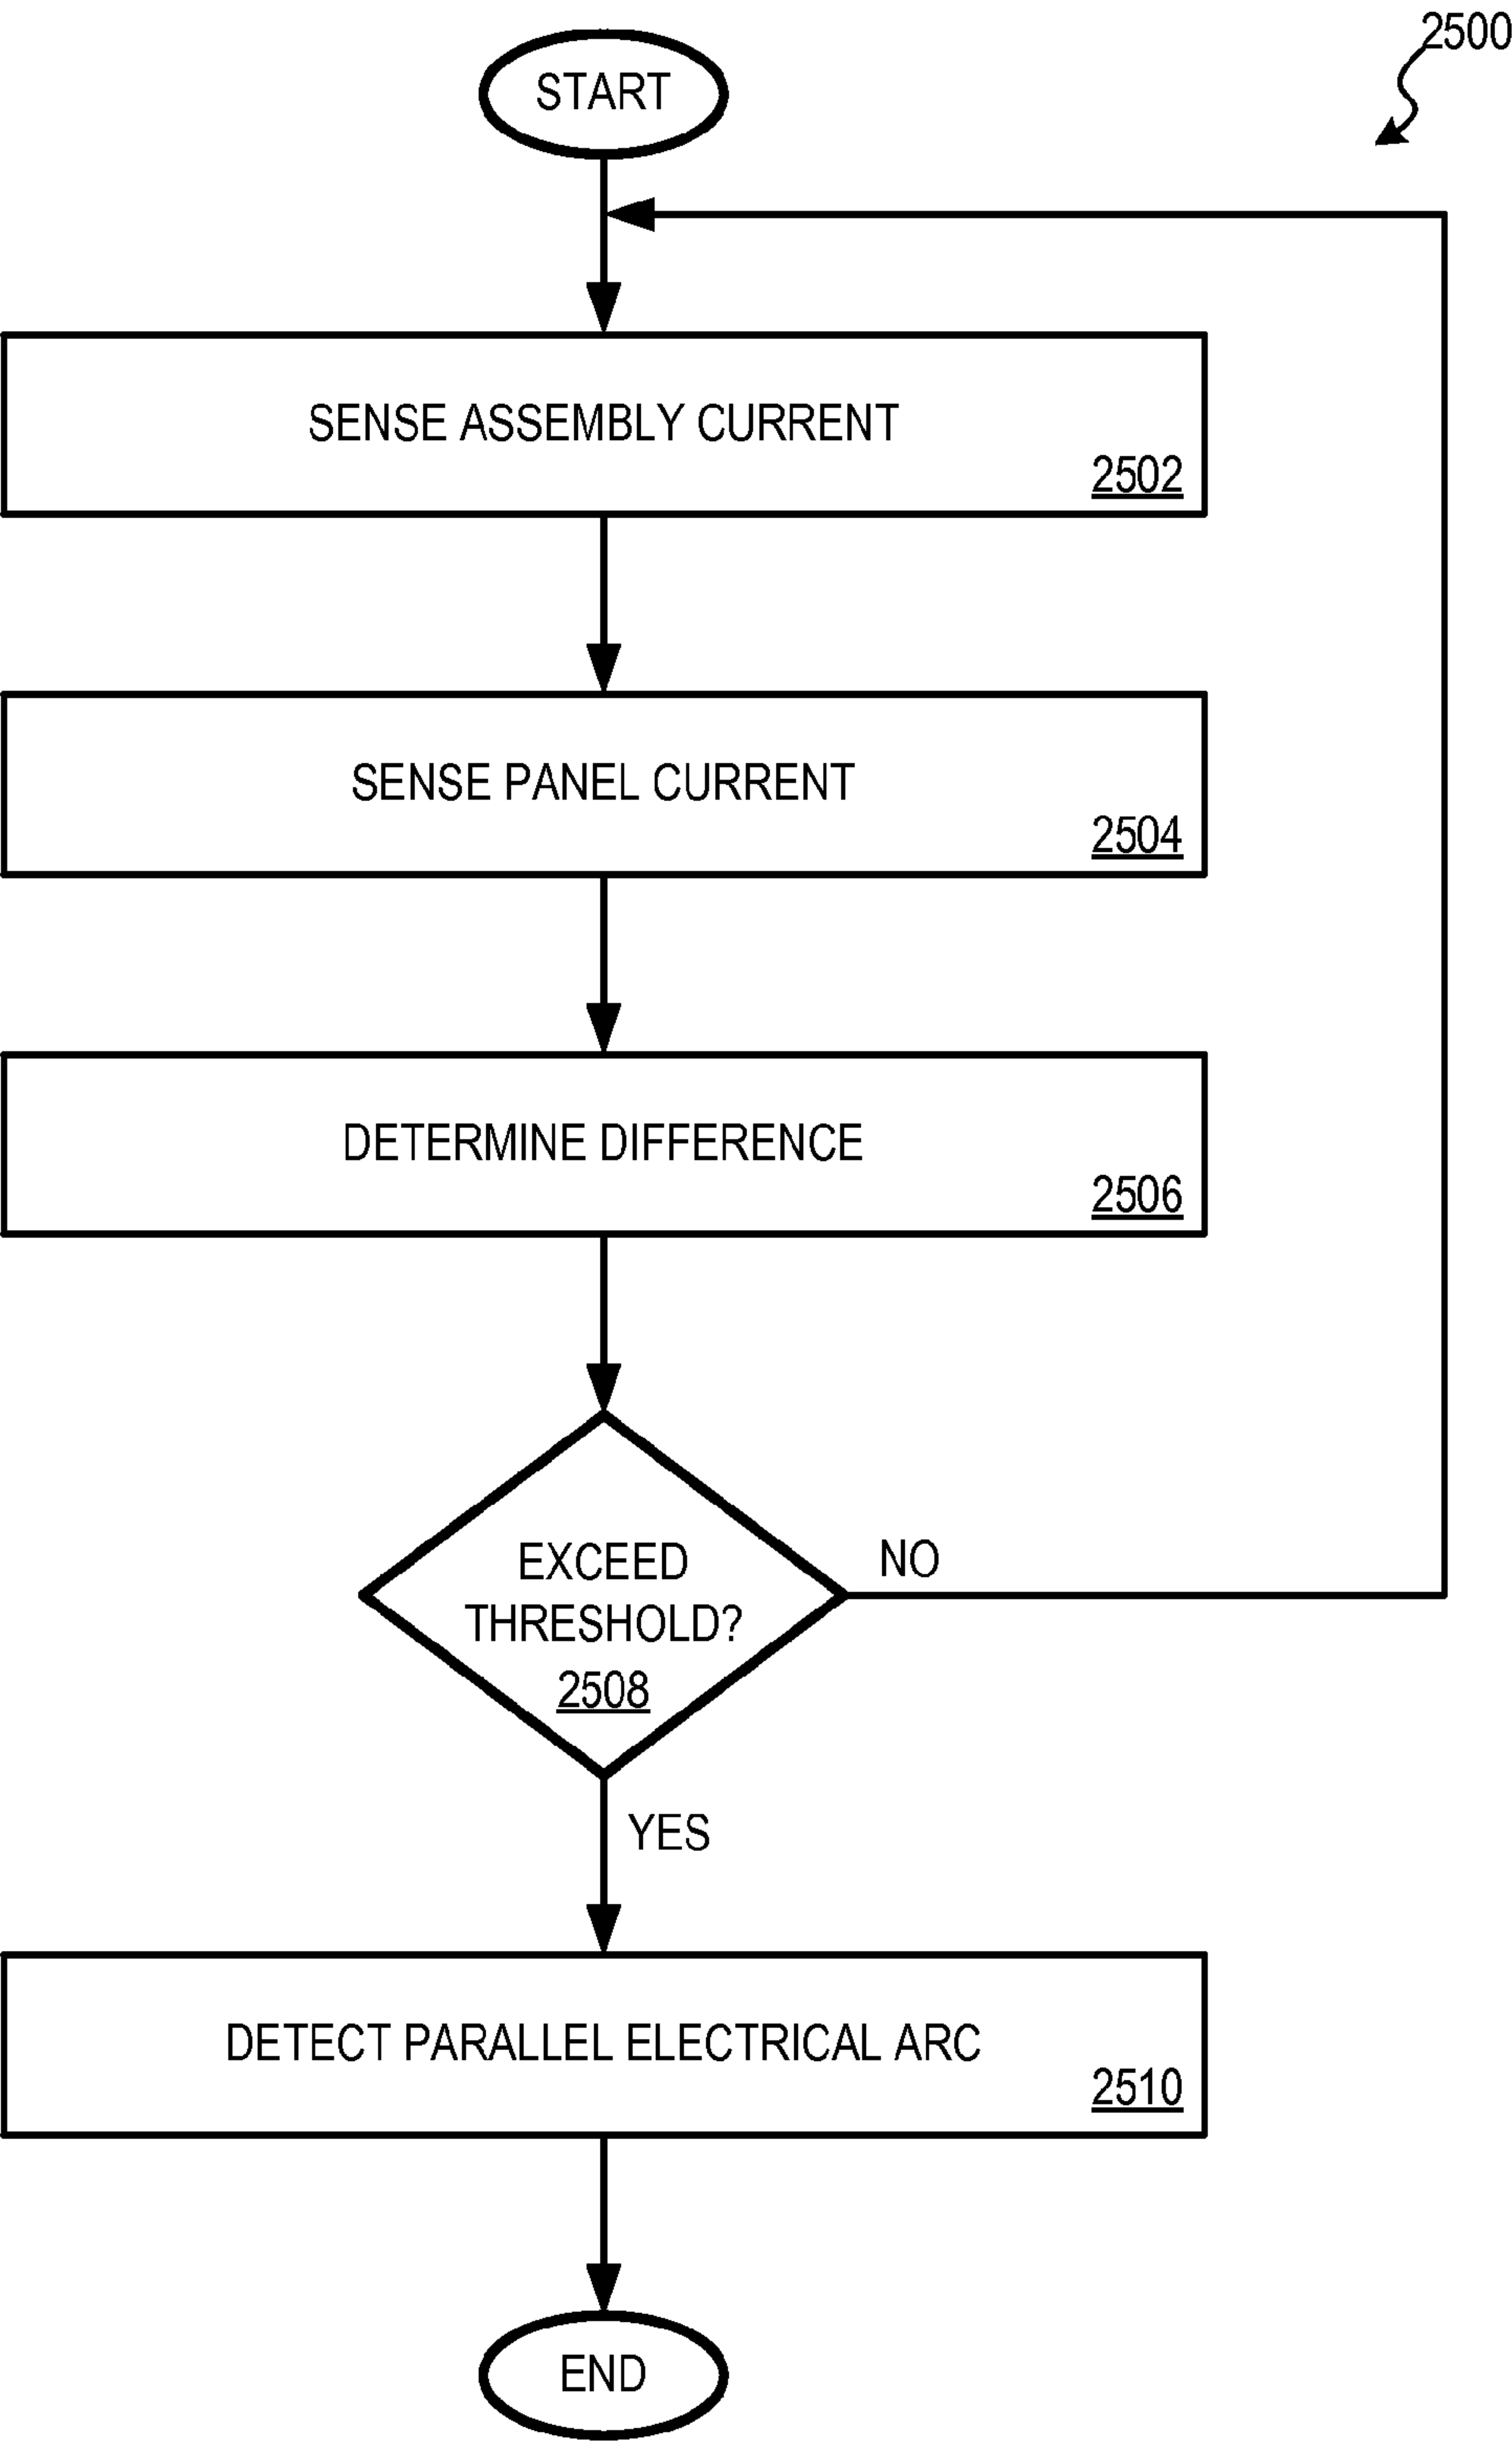 2500
START
SENSE ASSEMBLY CURRENT
2502
SENSE PANEL CURRENT
2504
DETERMINE DIFFERENCE
2506
EXCEED
THRESHOLD?
2508
NO
YES
DETECT PARALLEL ELECTRICAL ARC
2510
END